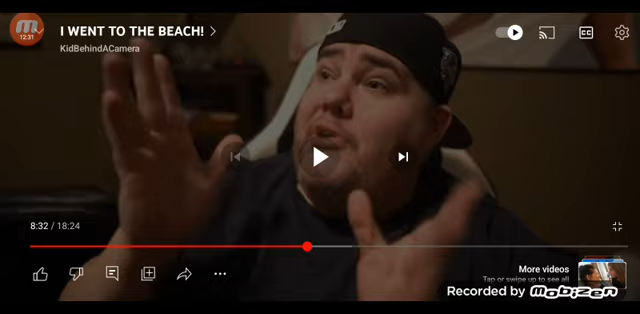 I WENT TO THE BEACH!
KidBehindACamera
12:31
CC
8:32 / 18:24
More videos
Tap or swipe up to see all
Recorded by Mobizen